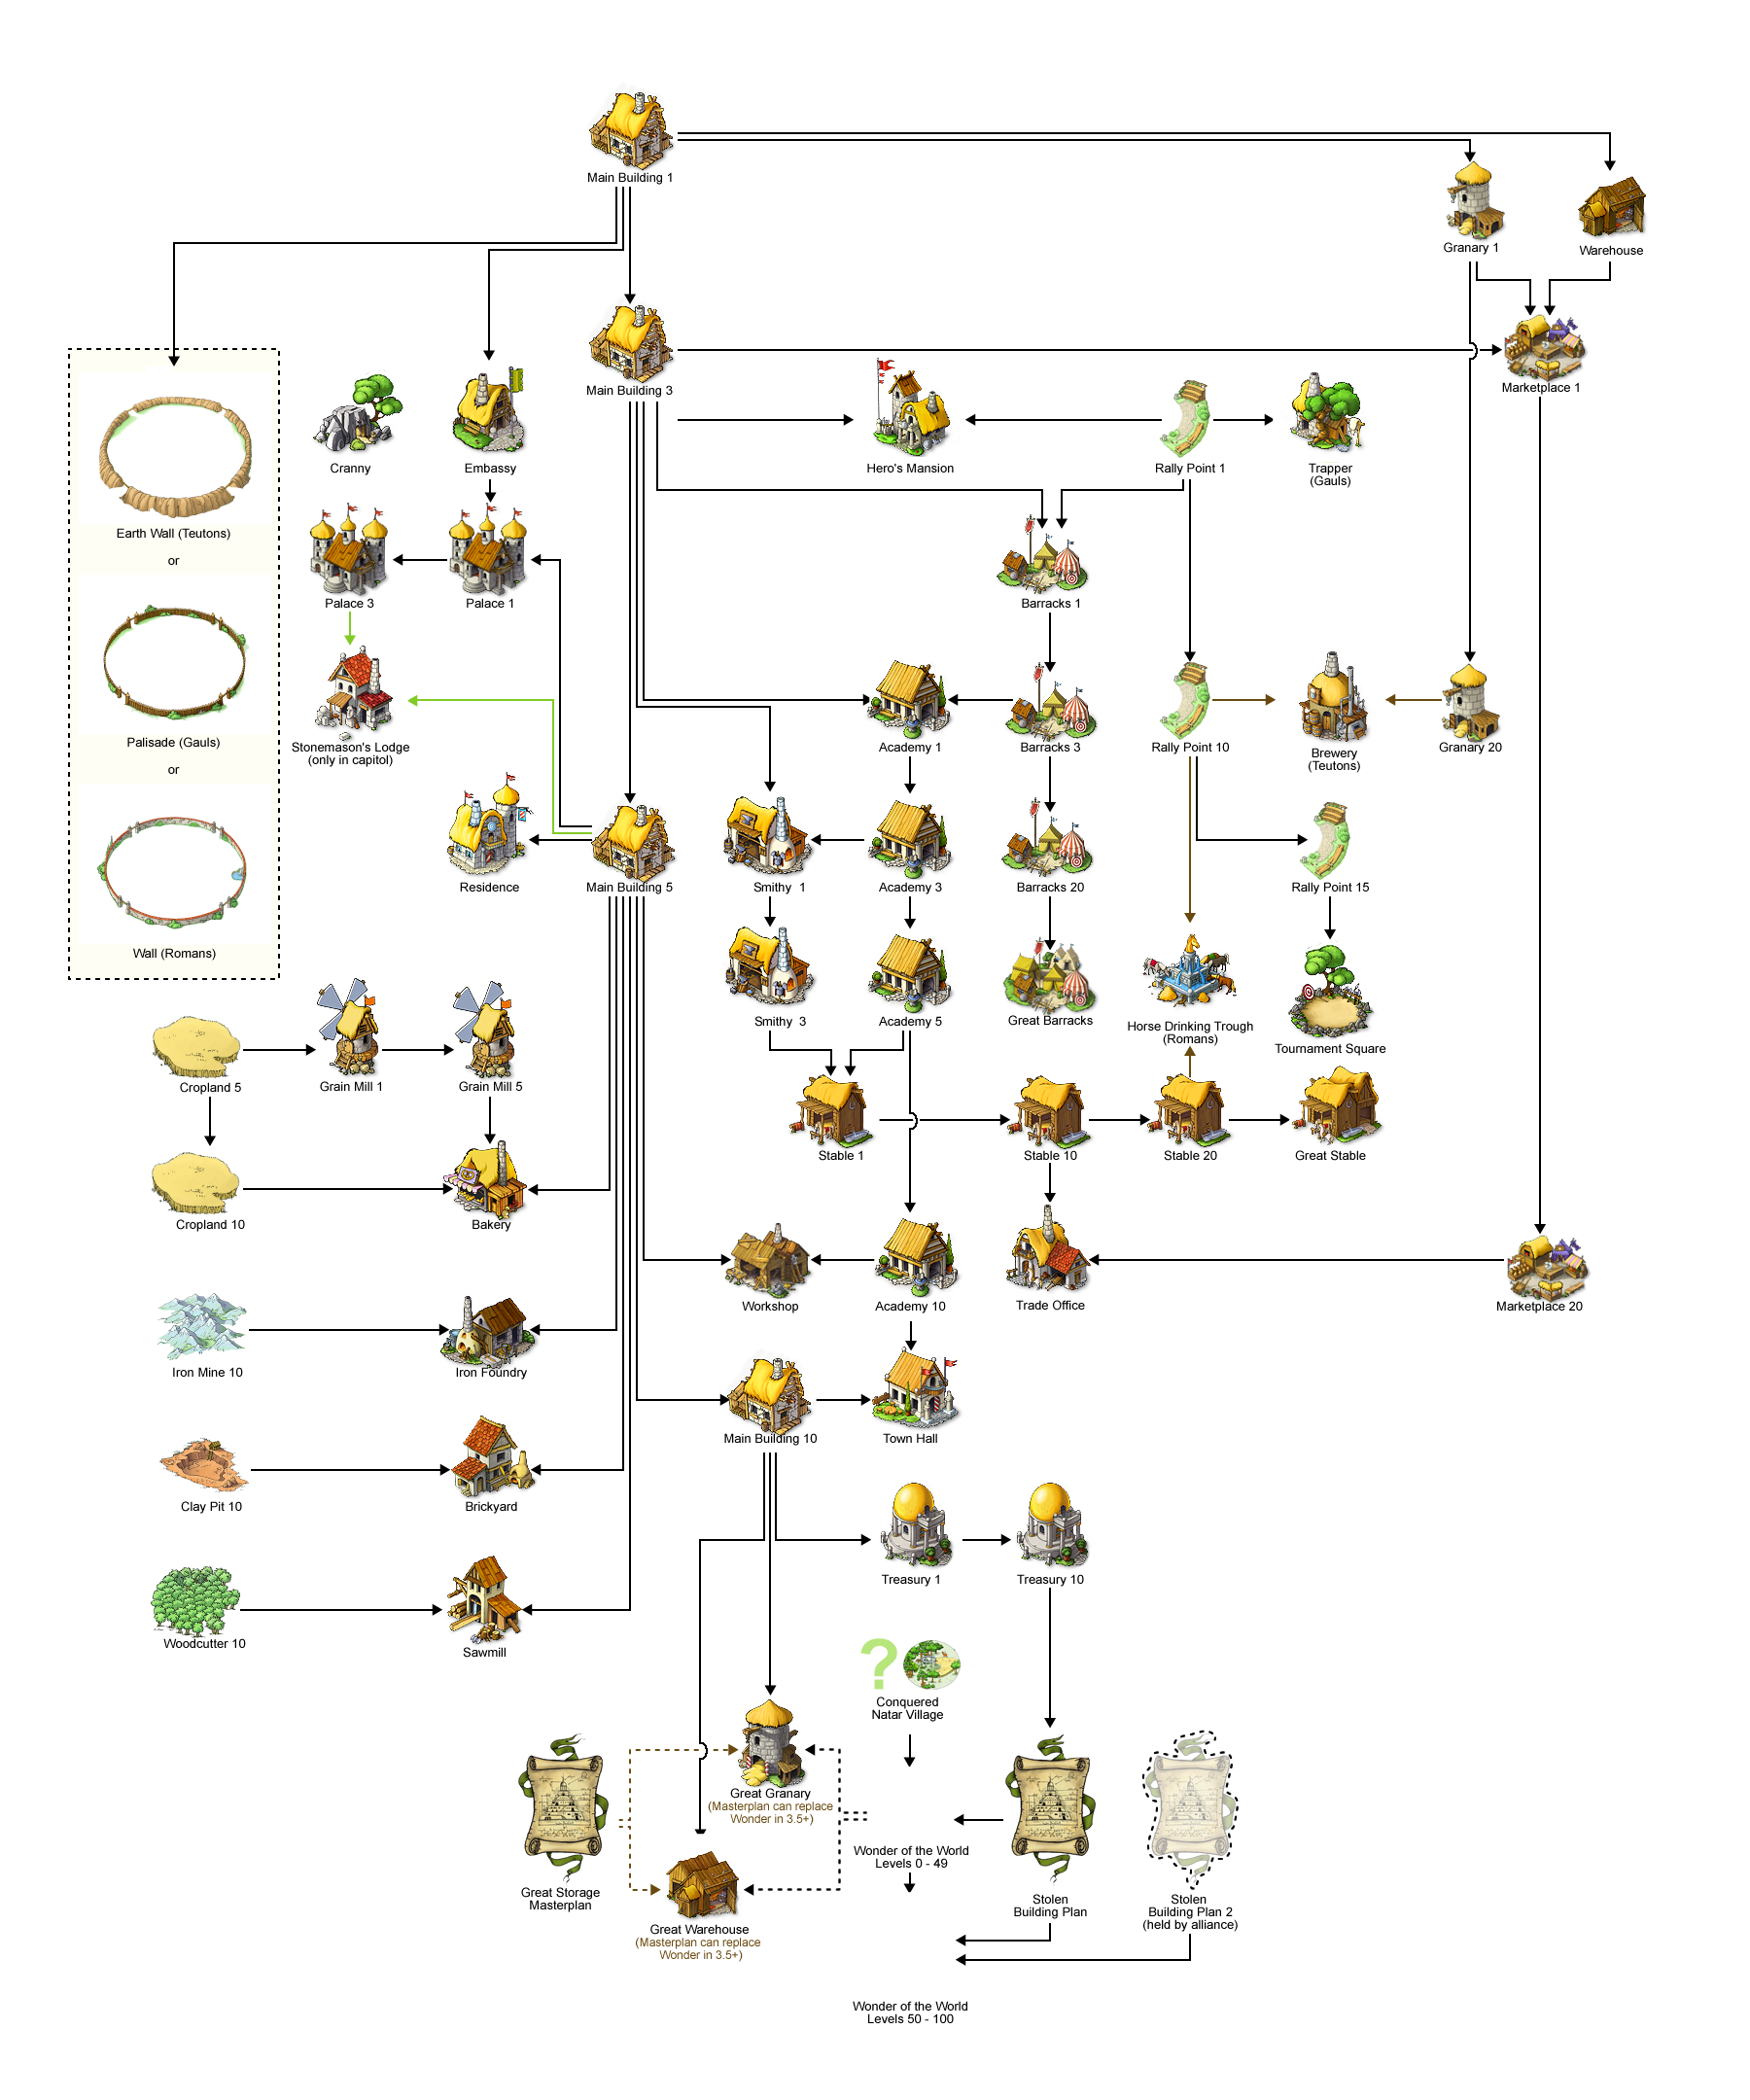 Main Building 1
Granary 1
Warehouse
Main Building 3
Marketplace 1
Cranny
Embassy
Hero's Mansion
Rally Point 1
Trapper
(Gauls)
Earth Wall (Teutons)
or
Palisade (Gauls)
or
Wall (Romans)
Palace 3
Palace 1
Barracks 1
Stonemason's Lodge
(only in capitol)
Academy 1
Barracks 3
Rally Point 10
Brewery
(Teutons)
Granary 20
Residence
Main Building 5
Smithy 1
Academy 3
Barracks 20
Rally Point 15
Smithy 3
Academy 5
Great Barracks
Horse Drinking Trough
(Romans)
Tournament Square
Cropland 5
Grain Mill 1
Grain Mill 5
Stable 1
Stable 10
Stable 20
Great Stable
Cropland 10
Bakery
Workshop
Academy 10
Trade Office
Marketplace 20
Iron Mine 10
Iron Foundry
Main Building 10
Town Hall
Clay Pit 10
Brickyard
Treasury 1
Treasury 10
Woodcutter 10
Sawmill
?
Conquered
Natar Village
Great Granary
(Masterplan can replace
Wonder in 3.5+)
Wonder of the World
Levels 0 - 49
Great Storage
Masterplan
Stolen
Building Plan
Stolen
Building Plan 2
(held by alliance)
Great Warehouse
(Masterplan can replace
Wonder in 3.5+)
Wonder of the World
Levels 50 - 100